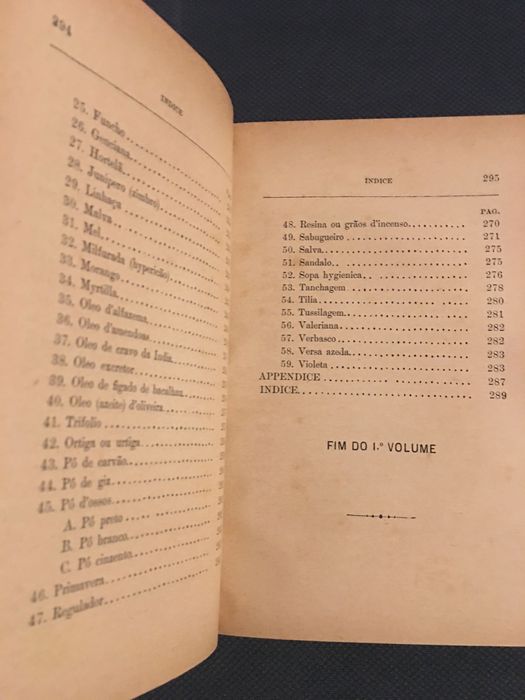 294
INDICE
25. Funcho
26. Genciana
27. Hortelã
28. Junipero (zimbro)
29. Linhaça
30. Malva
31. Mel
32. Milfurada (hypericão)
33. Morango
34. Myrtilla
35. Oleo d'alfazema
36. Oleo d'amendoas
37. Oleo de cravo da India
38. Oleo excretor
39. Oleo de figado de bacalhau
40. Oleo (azeite) d'oliveira
41. Trifolio
42. Ortiga ou urtiga
43. Pó de carvão
44. Pó de giz
45. Pó d'ossos
A. Pó preto
B. Pó branco
C. Pó cinzento
46. Primavera
47. Regulador
INDICE 295
PAG.
48. Resina ou grãos d'incenso 270
49. Sabugueiro 271
50. Salva 275
51. Sandalo 275
52. Sopa hygienica 276
53. Tanchagem 278
54. Tilia 280
55. Tussilagem 281
56. Valeriana 282
57. Verbasco 282
58. Versa azeda 283
59. Violeta 283
APPENDICE 287
INDICE 289
FIM DO I.º VOLUME